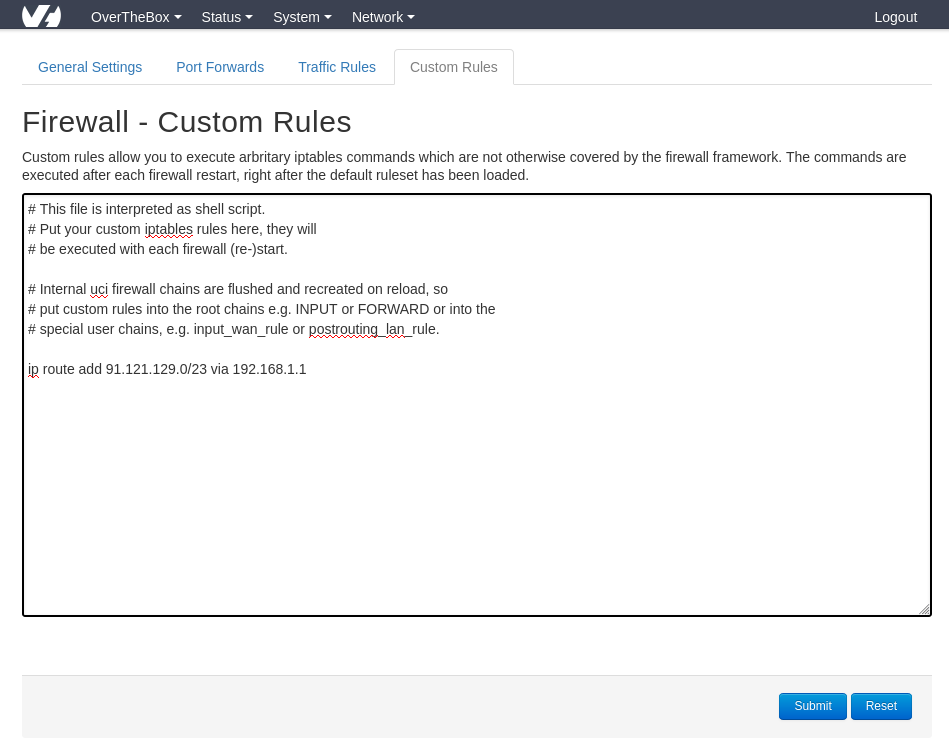 OverTheBox Status System Network Logout
General Settings Port Forwards Traffic Rules Custom Rules
Firewall - Custom Rules
Custom rules allow you to execute arbritary iptables commands which are not otherwise covered by the firewall framework. The commands are
executed after each firewall restart, right after the default ruleset has been loaded.
# This file is interpreted as shell script.
# Put your custom iptables rules here, they will
# be executed with each firewall (re-)start.
# Internal uci firewall chains are flushed and recreated on reload, so
# put custom rules into the root chains e.g. INPUT or FORWARD or into the
# special user chains, e.g. input_wan_rule or postrouting_lan_rule.
ip route add 91.121.129.0/23 via 192.168.1.1
Submit Reset